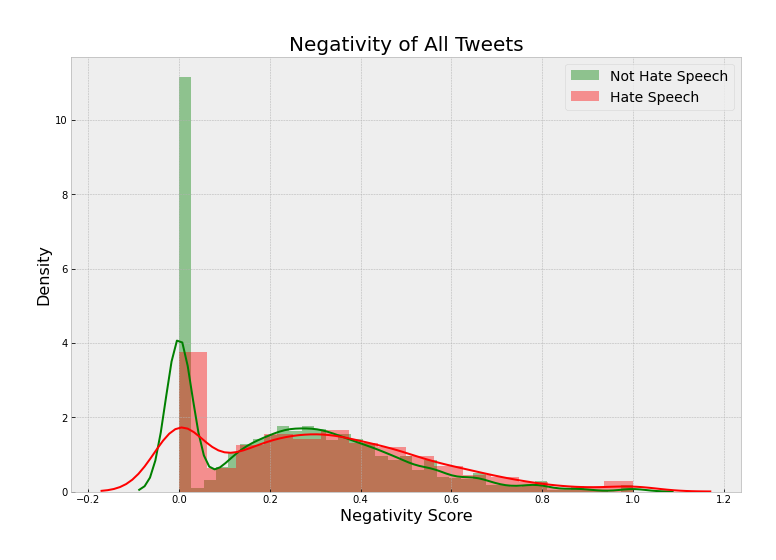 Negativity of All Tweets
Not Hate Speech
Hate Speech
Density
10
8
6
4
2
0
−0.2
0.0
0.2
0.4
0.6
0.8
1.0
1.2
Negativity Score